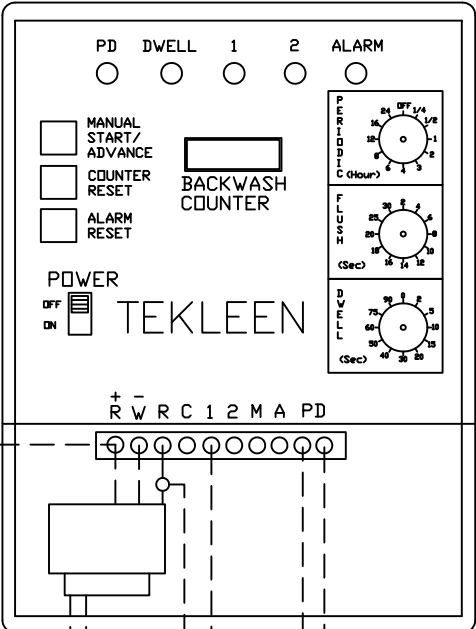 PD DWELL 1 2 ALARM
MANUAL
START/
ADVANCE
COUNTER
RESET
ALARM
RESET
BACKWASH
COUNTER
PERIODIC
(Hour)
OFF 1/4 1/2 1 2 3 4 6 8 12 16 24
FLUSH
(Sec)
2 4 6 8 10 12 14 16 18 20 25 30
DWELL
(Sec)
0 2 5 10 15 20 30 40 50 60 75 90
POWER
OFF
ON
TEKLEEN
+ -
R W R C 1 2 M A PD